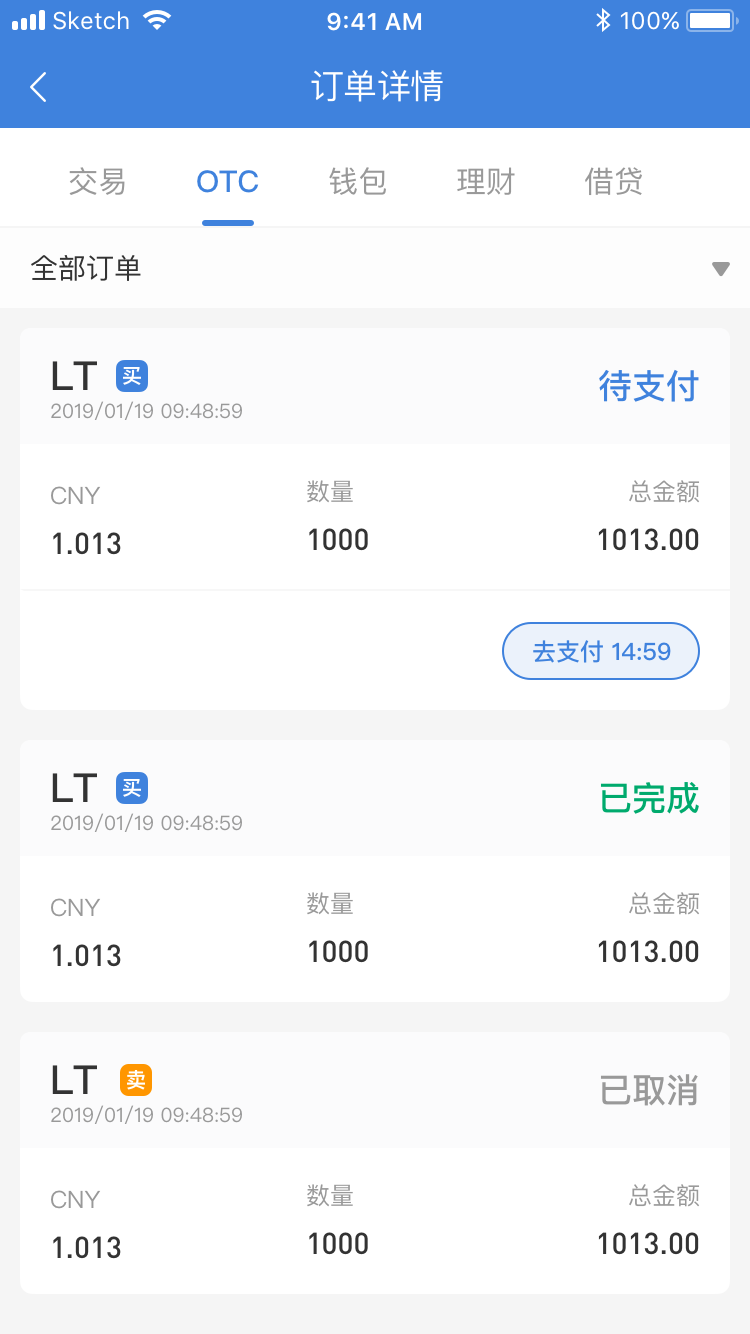 Sketch 9:41 AM 100%
订单详情
交易 OTC 钱包 理财 借贷
全部订单
LT 买 待支付
2019/01/19 09:48:59
CNY 数量 总金额
1.013 1000 1013.00
去支付 14:59
LT 买 已完成
2019/01/19 09:48:59
CNY 数量 总金额
1.013 1000 1013.00
LT 卖 已取消
2019/01/19 09:48:59
CNY 数量 总金额
1.013 1000 1013.00